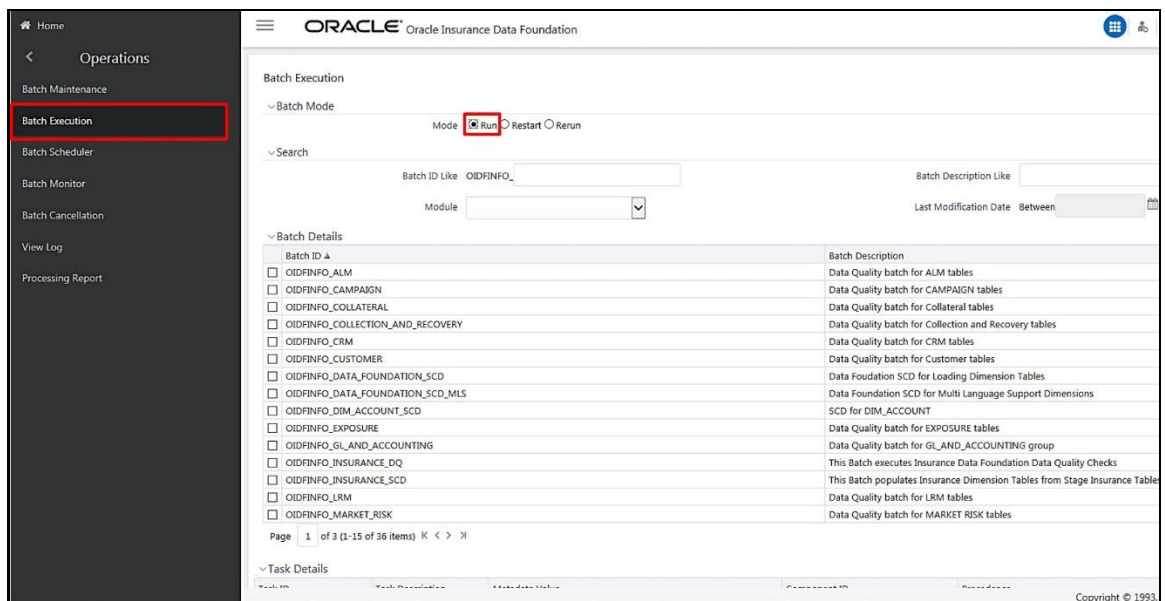 Home
ORACLE® Oracle Insurance Data Foundation
Operations
Batch Maintenance
Batch Execution
Batch Scheduler
Batch Monitor
Batch Cancellation
View Log
Processing Report
Batch Execution
Batch Mode
Mode Run Restart Rerun
Search
Batch ID Like OIDFINFO_ Batch Description Like
Module Last Modification Date Between
Batch Details
Batch ID Batch Description
OIDFINFO_ALM Data Quality batch for ALM tables
OIDFINFO_CAMPAIGN Data Quality batch for CAMPAIGN tables
OIDFINFO_COLLATERAL Data Quality batch for Collateral tables
OIDFINFO_COLLECTION_AND_RECOVERY Data Quality batch for Collection and Recovery tables
OIDFINFO_CRM Data Quality batch for CRM tables
OIDFINFO_CUSTOMER Data Quality batch for Customer tables
OIDFINFO_DATA_FOUNDATION_SCD Data Foudation SCD for Loading Dimension Tables
OIDFINFO_DATA_FOUNDATION_SCD_MLS Data Foundation SCD for Multi Language Support Dimensions
OIDFINFO_DIM_ACCOUNT_SCD SCD for DIM_ACCOUNT
OIDFINFO_EXPOSURE Data Quality batch for EXPOSURE tables
OIDFINFO_GL_AND_ACCOUNTING Data Quality batch for GL_AND_ACCOUNTING group
OIDFINFO_INSURANCE_DQ This Batch executes Insurance Data Foundation Data Quality Checks
OIDFINFO_INSURANCE_SCD This Batch populates Insurance Dimension Tables from Stage Insurance Tables
OIDFINFO_LRM Data Quality batch for LRM tables
OIDFINFO_MARKET_RISK Data Quality batch for MARKET RISK tables
Page 1 of 3 (1-15 of 36 items)
Task Details
Task ID Task Description Metadata Value Component ID Precedence
Copyright © 1993,